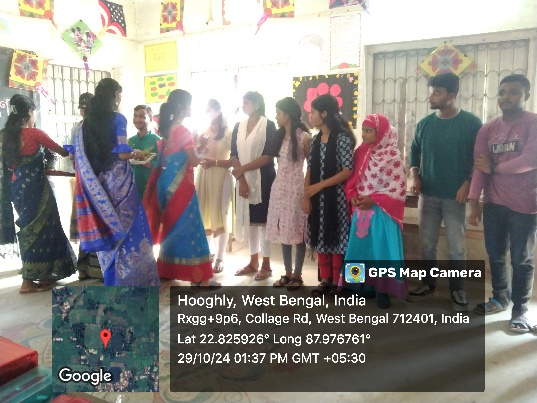 GPS Map Camera
Hooghly, West Bengal, India
Rxgg+9p6, Collage Rd, West Bengal 712401, India
Lat 22.825926° Long 87.976761°
29/10/24 01:37 PM GMT +05:30
Google